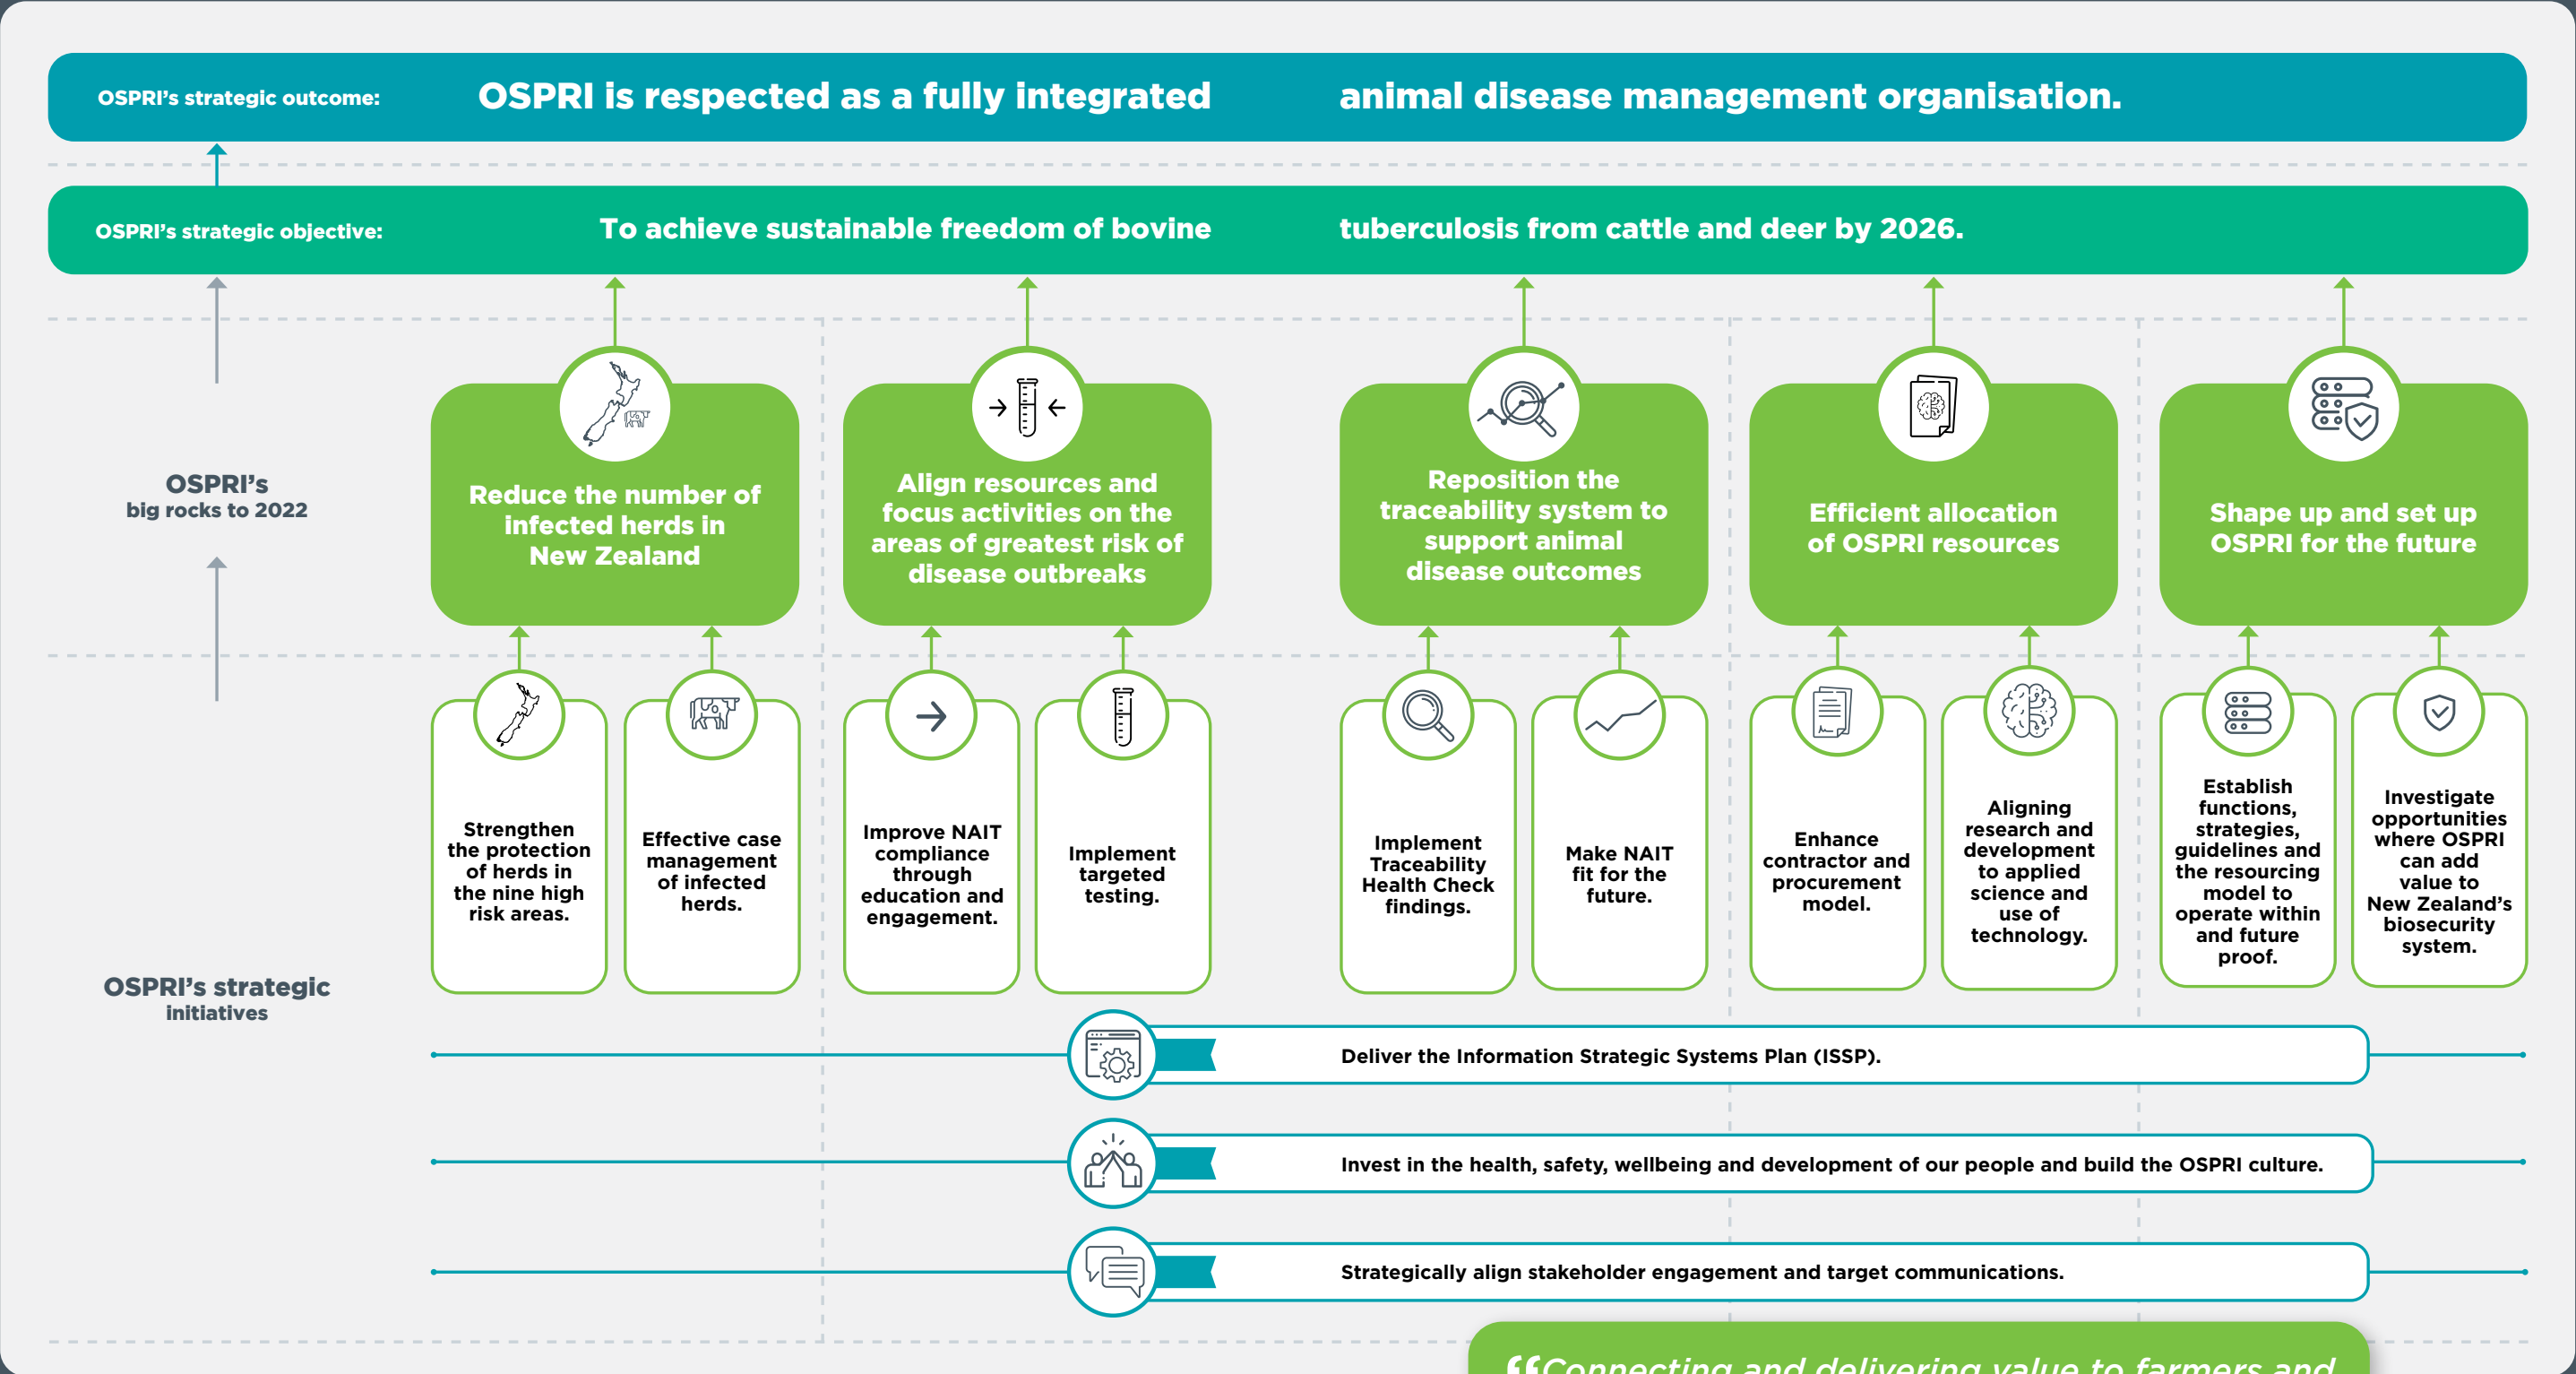 OSPRI's strategic outcome:
OSPRI is respected as a fully integrated animal disease management organisation.
OSPRI's strategic objective:
To achieve sustainable freedom of bovine tuberculosis from cattle and deer by 2026.
OSPRI's
big rocks to 2022
Reduce the number of
infected herds in
New Zealand
Align resources and
focus activities on the
areas of greatest risk of
disease outbreaks
Reposition the
traceability system to
support animal
disease outcomes
Efficient allocation
of OSPRI resources
Shape up and set up
OSPRI for the future
OSPRI's strategic
initiatives
Strengthen
the protection
of herds in
the nine high
risk areas.
Effective case
management
of infected
herds.
Improve NAIT
compliance
through
education and
engagement.
Implement
targeted
testing.
Implement
Traceability
Health Check
findings.
Make NAIT
fit for the
future.
Enhance
contractor and
procurement
model.
Aligning
research and
development
to applied
science and
use of
technology.
Establish
functions,
strategies,
guidelines and
the resourcing
model to
operate within
and future
proof.
Investigate
opportunities
where OSPRI
can add
value to
New Zealand's
biosecurity
system.
Deliver the Information Strategic Systems Plan (ISSP).
Invest in the health, safety, wellbeing and development of our people and build the OSPRI culture.
Strategically align stakeholder engagement and target communications.
“Connecting and delivering value to farmers and